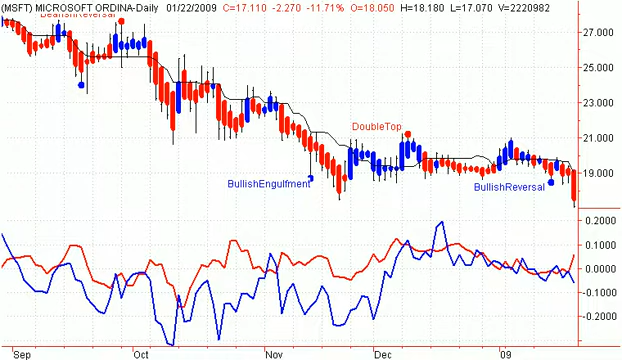 (MSFT) MICROSOFT ORDINA-Daily 01/22/2009 C=17.110 -2.270 -11.71% O=18.050 H=18.180 L=17.070 V=2220982
BearishReversal
27.000
25.000
23.000
21.000
DoubleTop
19.000
BullishEngulfment
BullishReversal
0.2000
0.1000
0.0000
-0.1000
-0.2000
Sep Oct Nov Dec 09